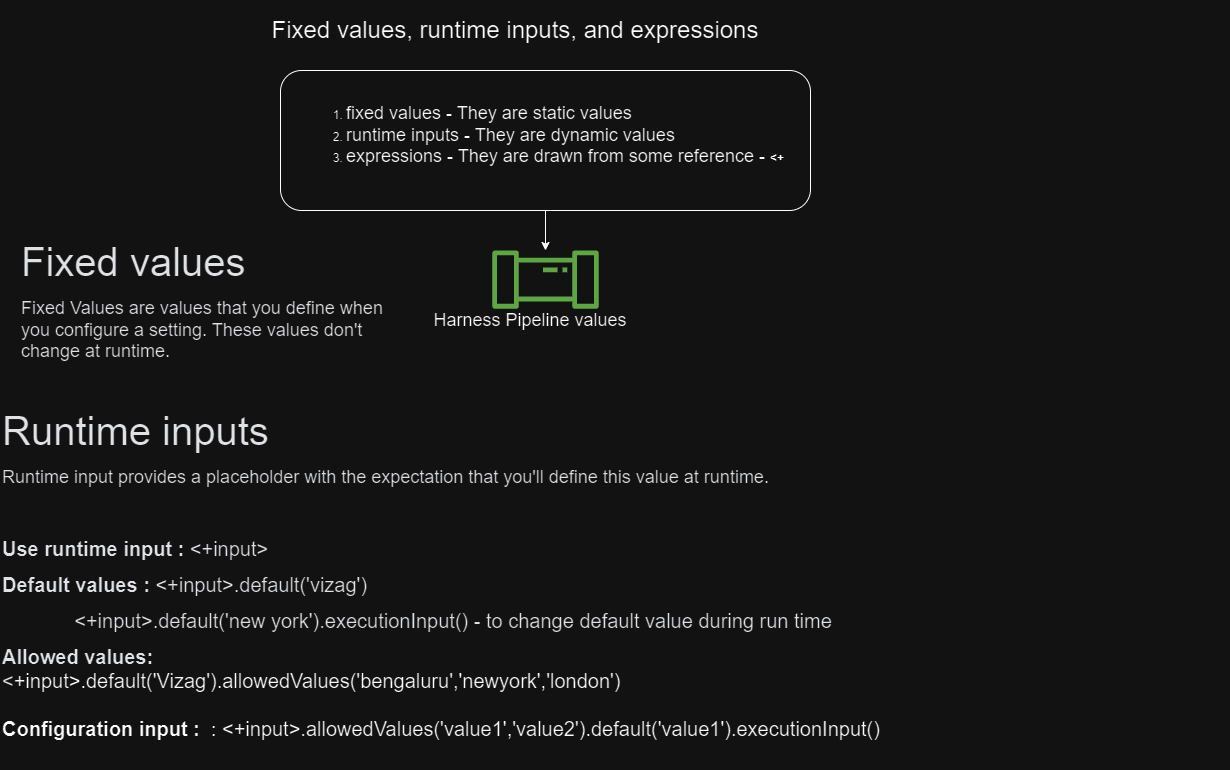 Fixed values, runtime inputs, and expressions
1. fixed values - They are static values
2. runtime inputs - They are dynamic values
3. expressions - They are drawn from some reference - <+
Harness Pipeline values
Fixed values
Fixed Values are values that you define when
you configure a setting. These values don't
change at runtime.
Runtime inputs
Runtime input provides a placeholder with the expectation that you'll define this value at runtime.
Use runtime input : <+input>
Default values : <+input>.default('vizag')
<+input>.default('new york').executionInput() - to change default value during run time
Allowed values:
<+input>.default('Vizag').allowedValues('bengaluru','newyork','london')
Configuration input :  : <+input>.allowedValues('value1','value2').default('value1').executionInput()